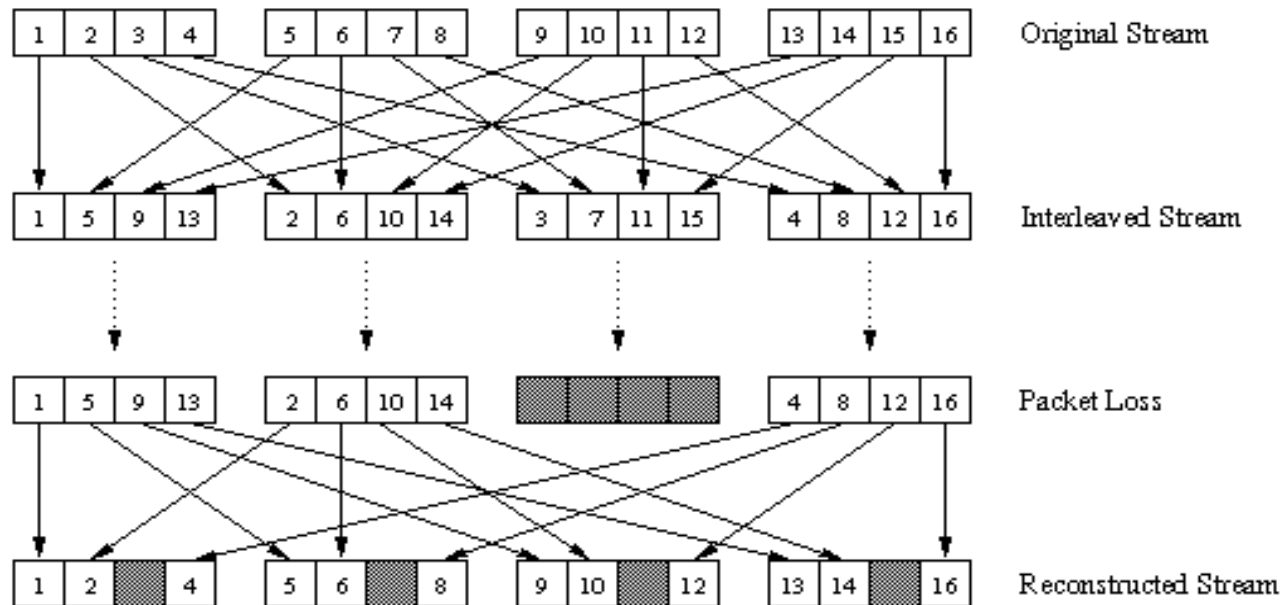 1 2 3 4 5 6 7 8 9 10 11 12 13 14 15 16 Original Stream
1 5 9 13 2 6 10 14 3 7 11 15 4 8 12 16 Interleaved Stream
1 5 9 13 2 6 10 14 4 8 12 16 Packet Loss
1 2 4 5 6 8 9 10 12 13 14 16 Reconstructed Stream